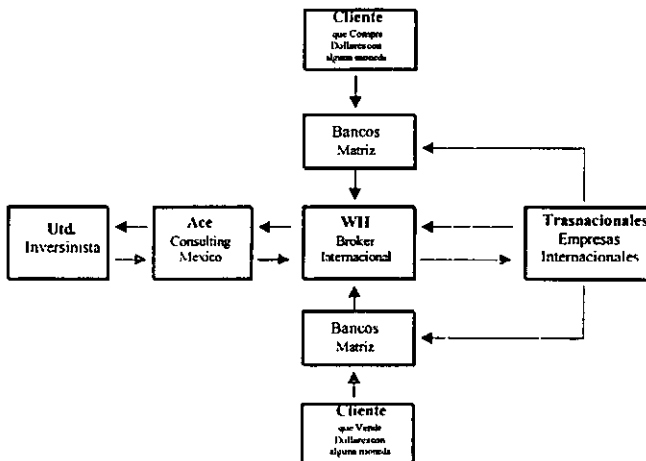 Cliente
que Compra
Dollares con
alguna moneda
Bancos
Matriz
Utd.
Inversinista
Ace
Consulting
Mexico
WH
Broker
Internacional
Trasnacionales
Empresas
Internacionales
Bancos
Matriz
Cliente
que Vende
Dollares con
alguna moneda